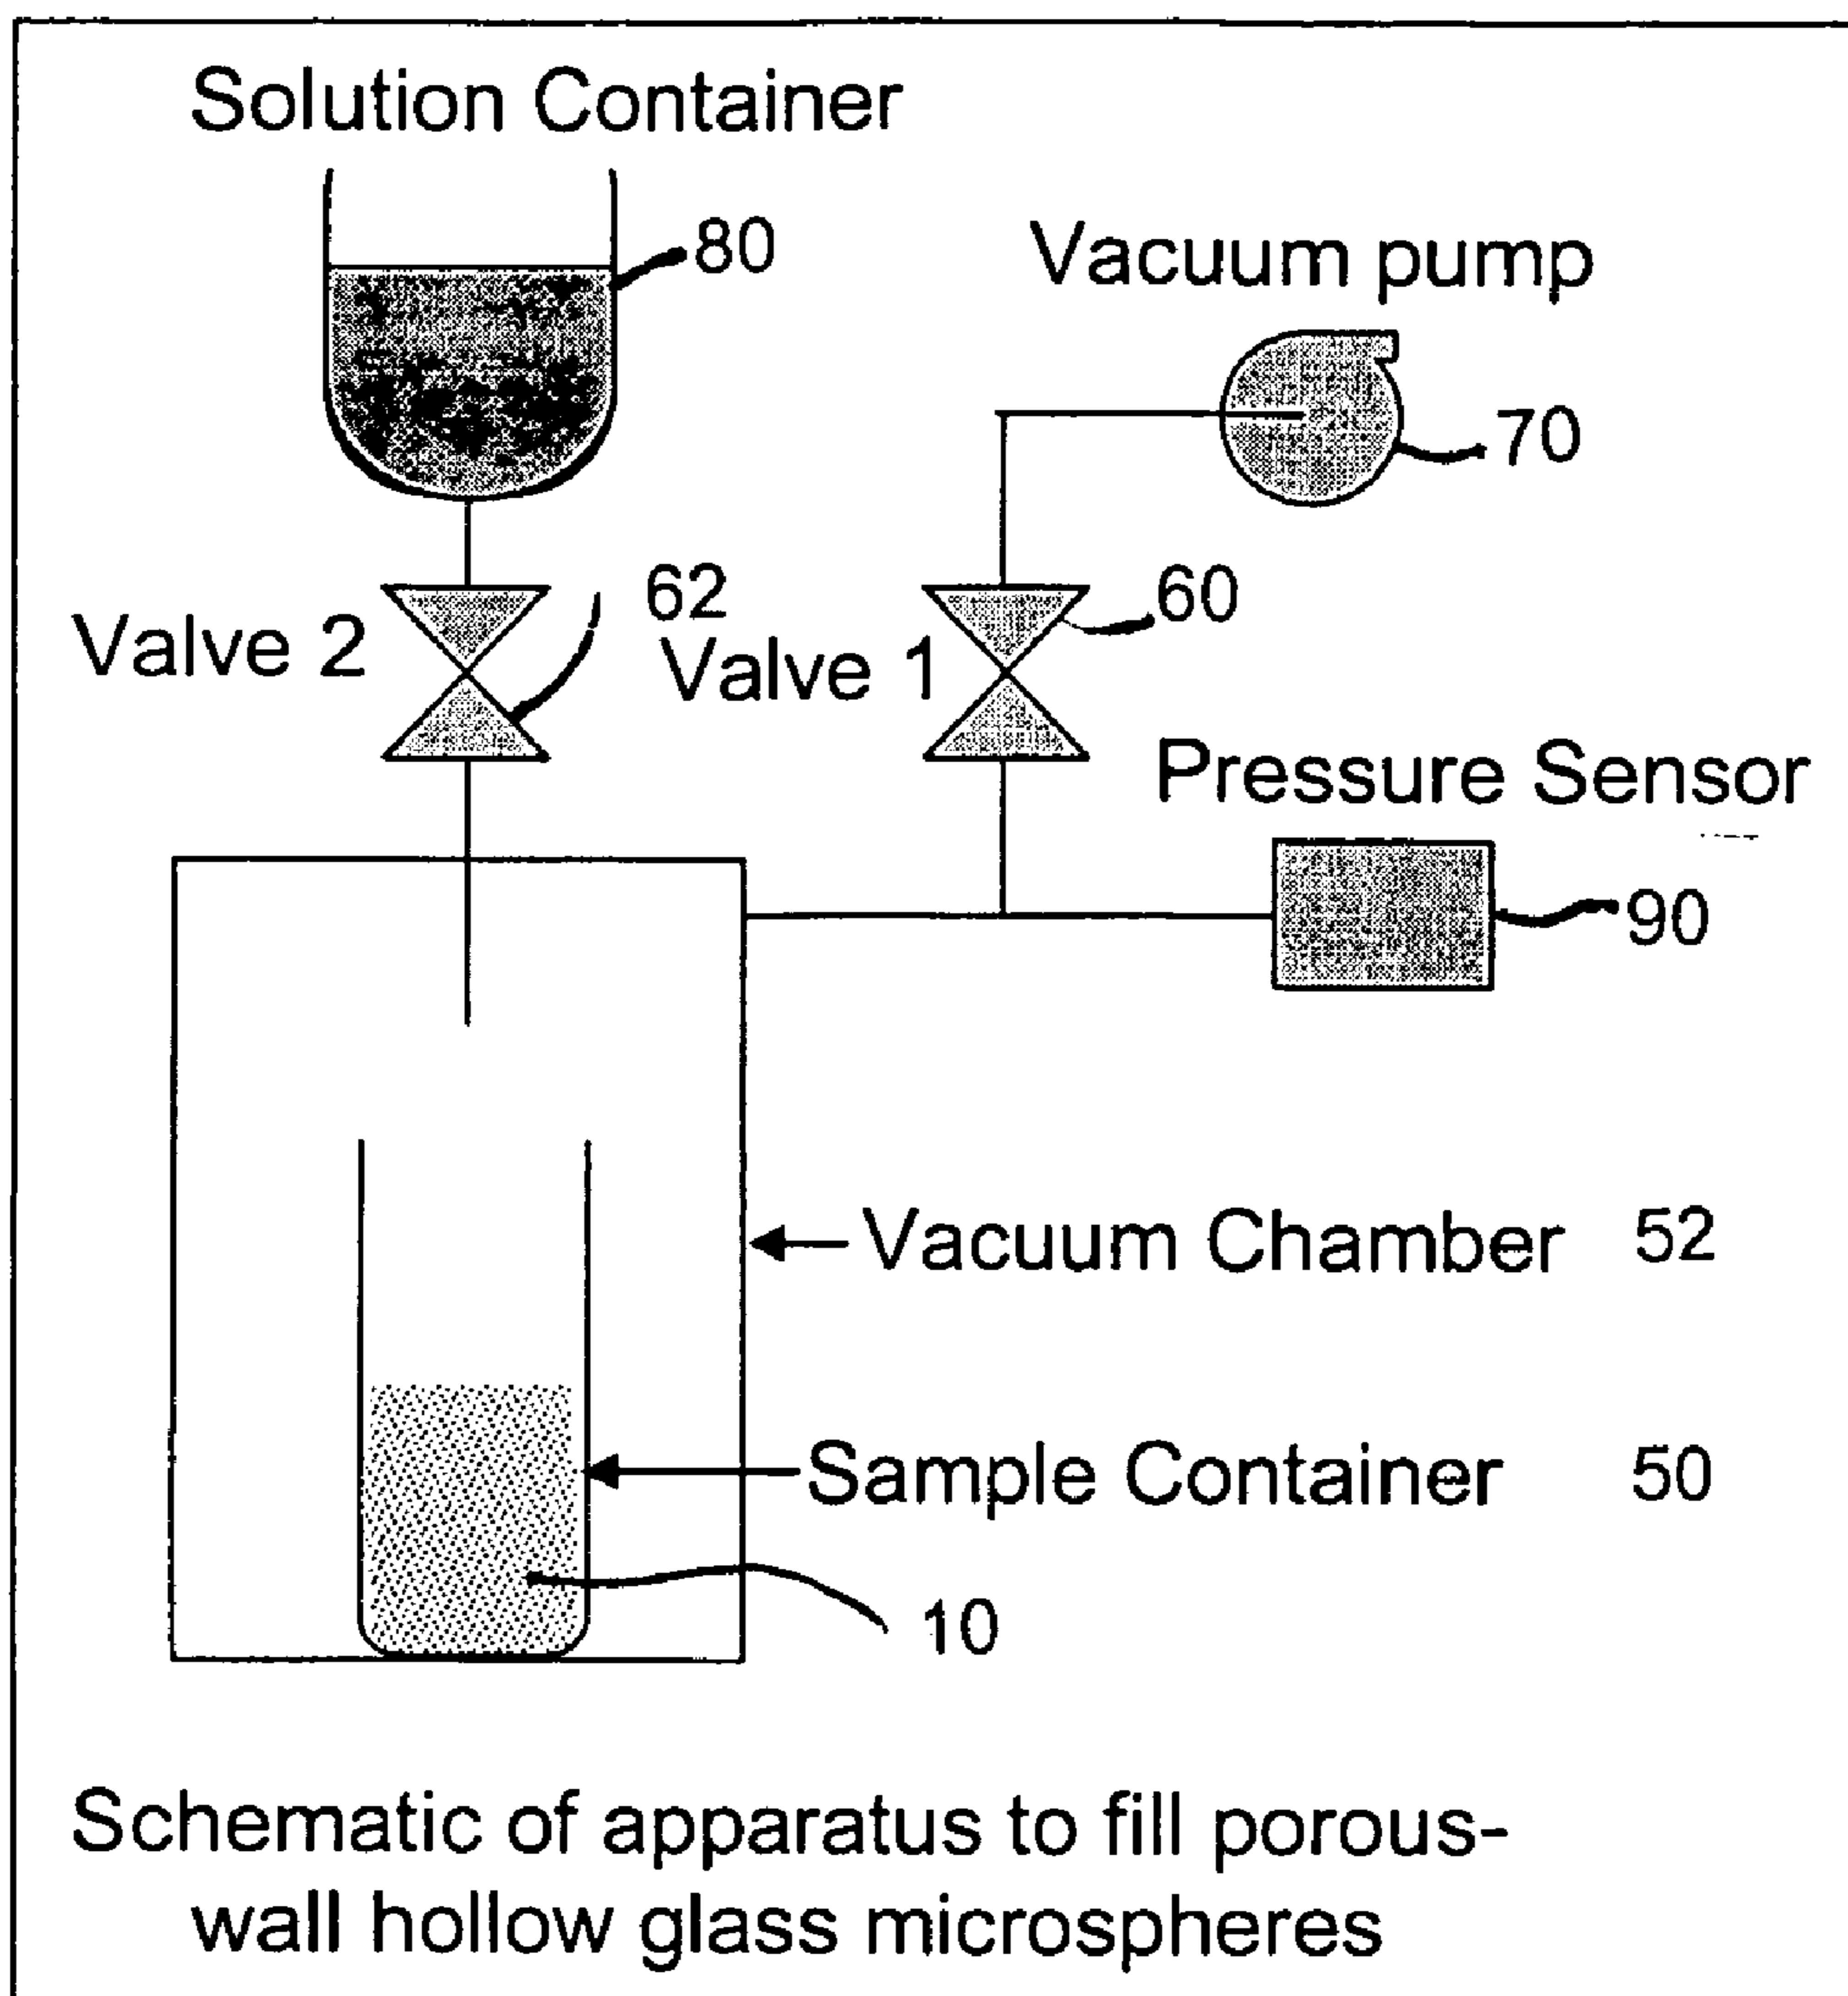 Solution Container
80
Vacuum pump
70
62
60
Valve 2
Valve 1
Pressure Sensor
90
Vacuum Chamber 52
Sample Container 50
10
Schematic of apparatus to fill porous-
wall hollow glass microspheres